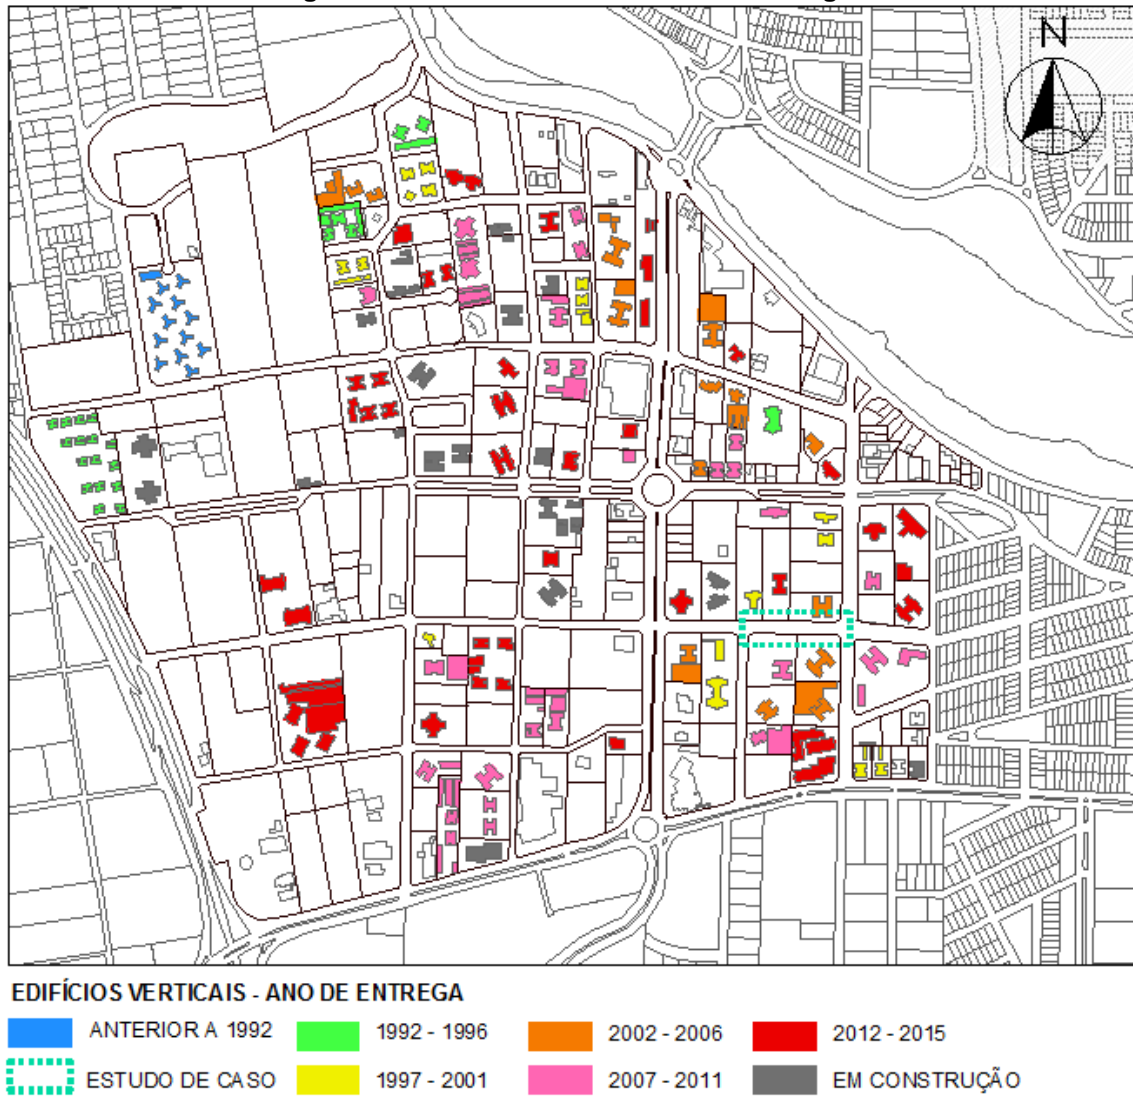 N
EDIFÍCIOS VERTICAIS - ANO DE ENTREGA
ANTERIOR A 1992
1992 - 1996
2002 - 2006
2012 - 2015
ESTUDO DE CASO
1997 - 2001
2007 - 2011
EM CONSTRUÇÃO